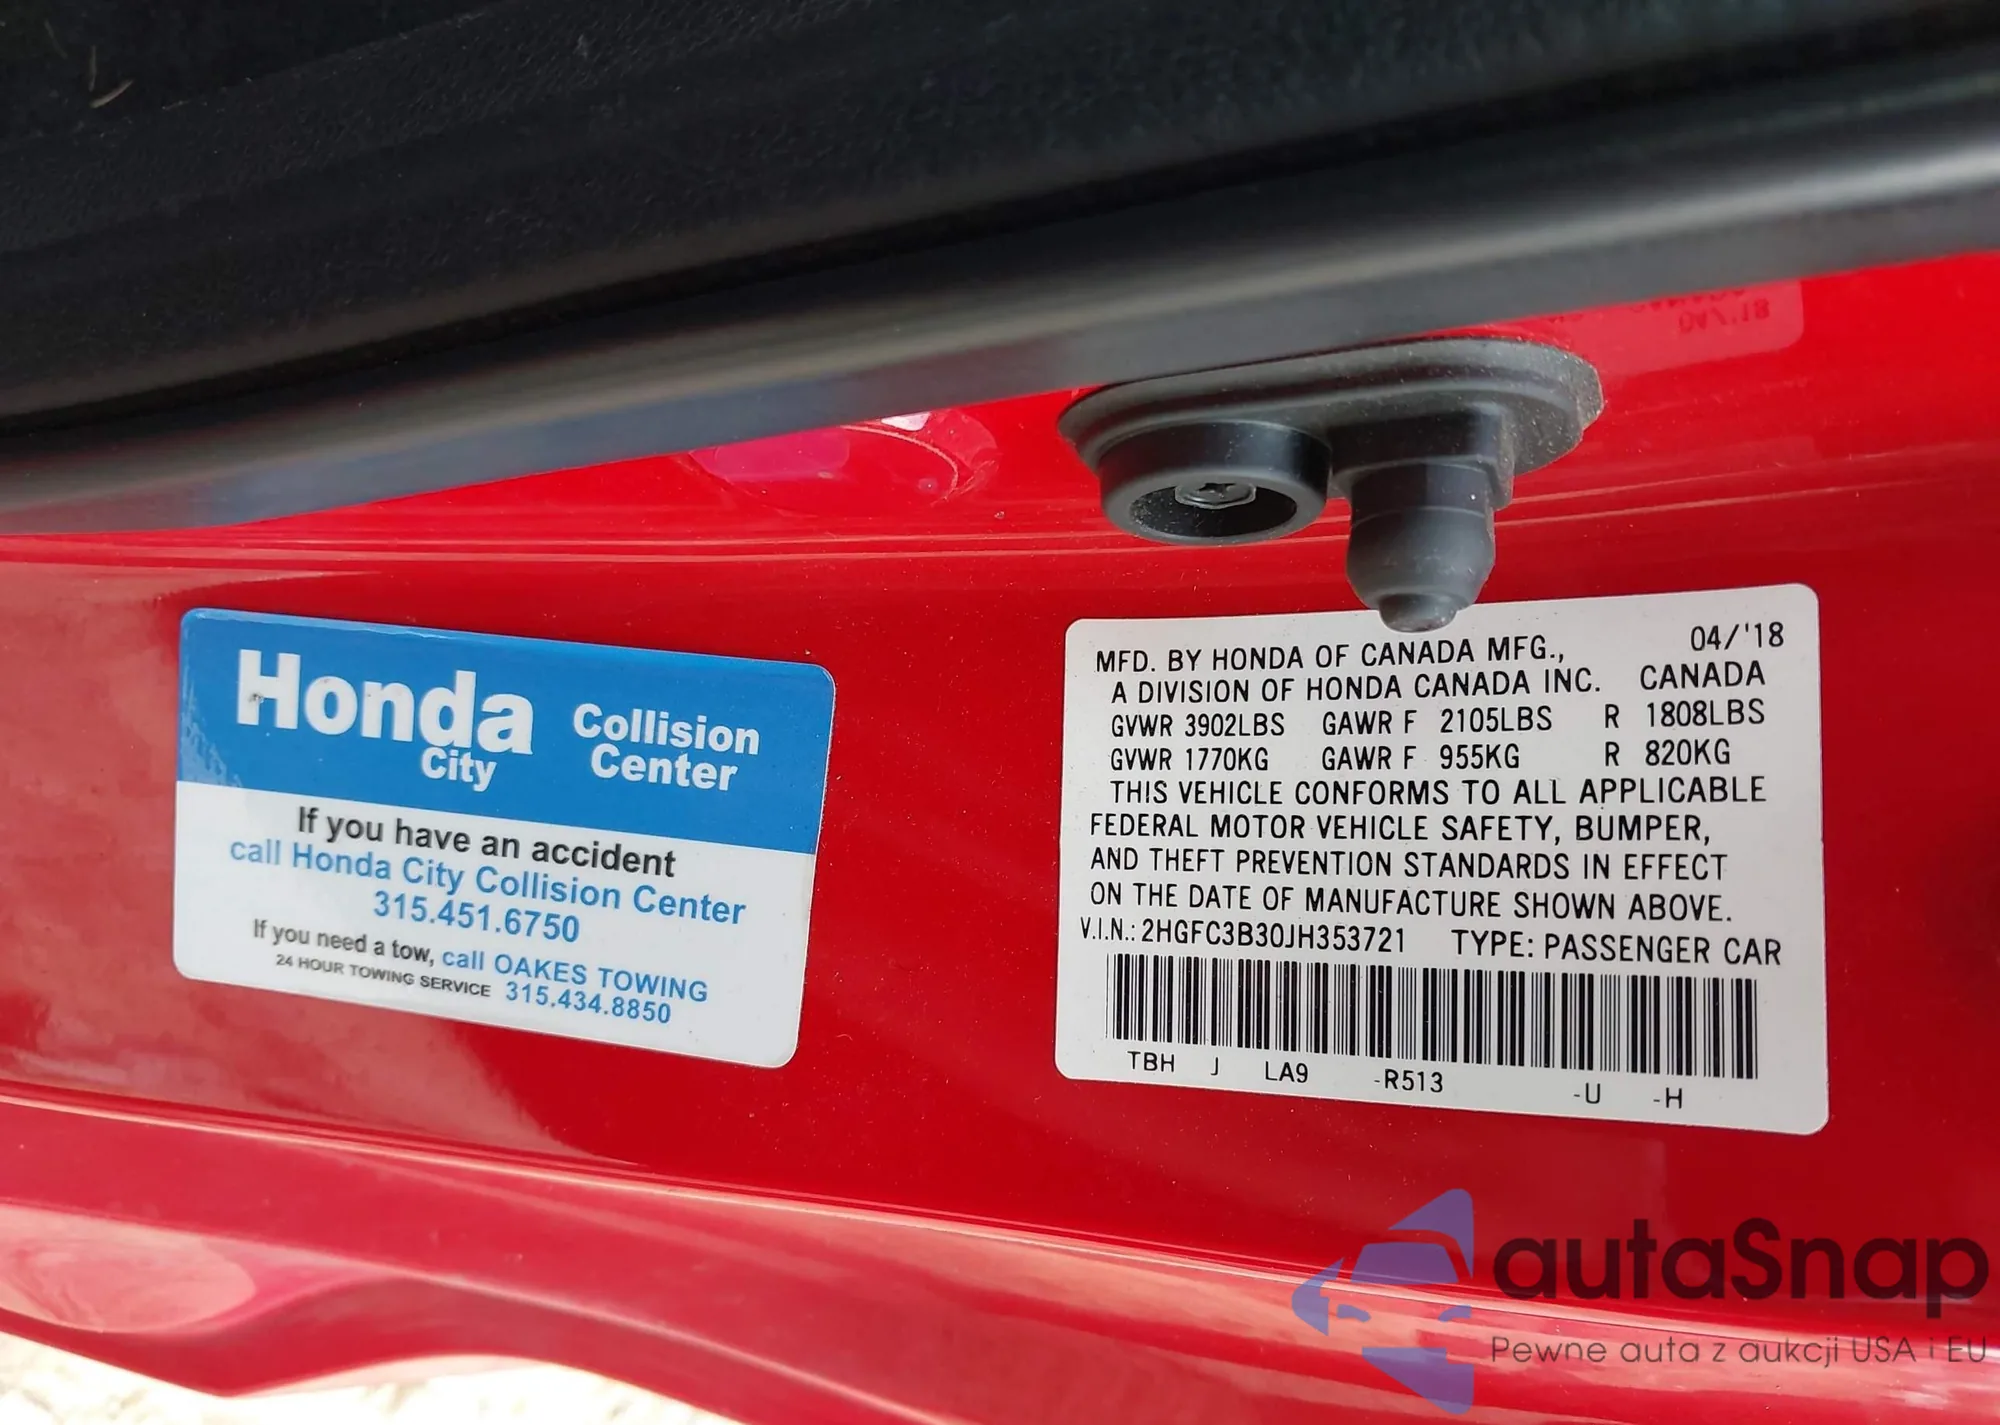 Honda
City
Collision
Center
If you have an accident
call Honda City Collision Center
315.451.6750
If you need a tow, call OAKES TOWING
24 HOUR TOWING SERVICE 315.434.8850
04/'18
MFD. BY HONDA OF CANADA MFG.,
A DIVISION OF HONDA CANADA INC. CANADA
GVWR 3902LBS GAWR F 2105LBS R 1808LBS
GVWR 1770KG GAWR F 955KG R 820KG
THIS VEHICLE CONFORMS TO ALL APPLICABLE
FEDERAL MOTOR VEHICLE SAFETY, BUMPER,
AND THEFT PREVENTION STANDARDS IN EFFECT
ON THE DATE OF MANUFACTURE SHOWN ABOVE.
V.I.N.: 2HGFC3B30JH353721 TYPE: PASSENGER CAR
TBH J LA9 -R513 -U -H
autaSnap
Pewne auta z aukcji USA i EU